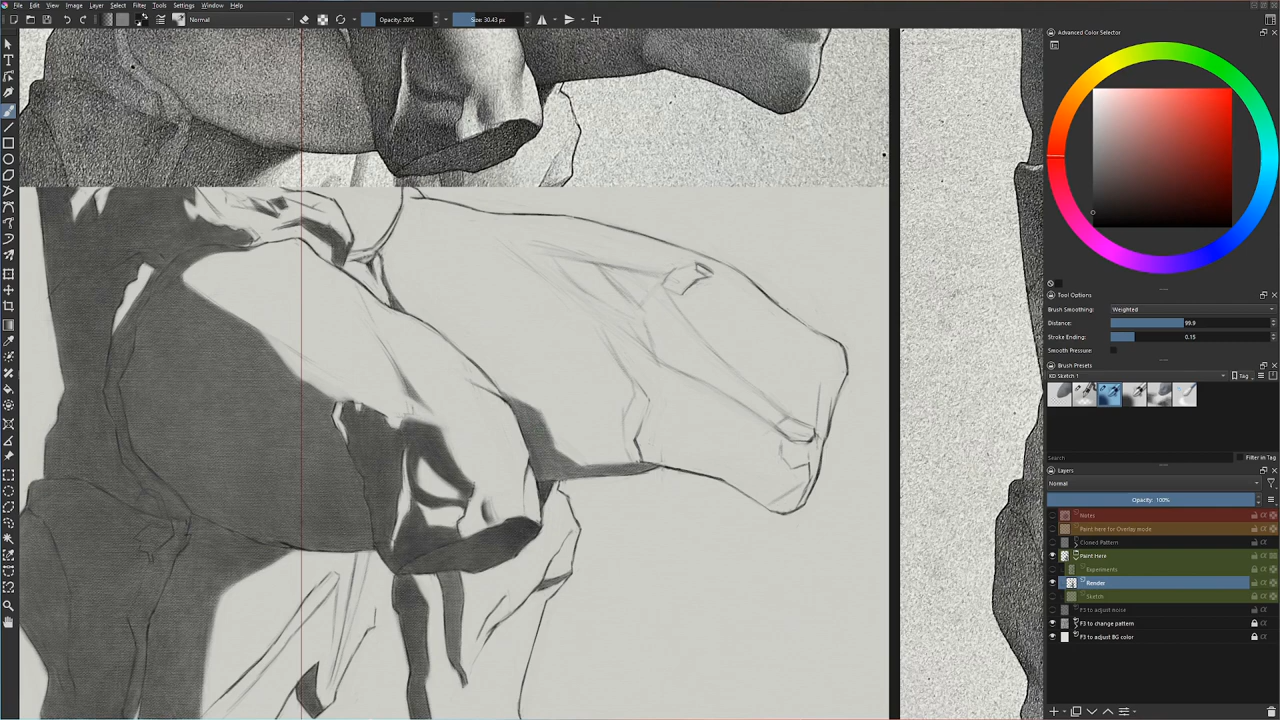 File Edit View Image Layer Select Filter Tools Settings Window Help
Normal
Opacity: 20%
Size: 30.43 px
Advanced Color Selector
Tool Options
Brush Smoothing: Weighted
Distance: 99.9
Stroke Ending: 0.15
Smooth Pressure:
Brush Presets
KD Sketch 1
Tag
Search
Filter in Tag
Layers
Normal
Opacity: 100%
Notes
Paint here for Overlay mode
Cloned Pattern
Paint Here
Experiments
Render
Sketch
F3 to adjust noise
F3 to change pattern
F3 to adjust BG color